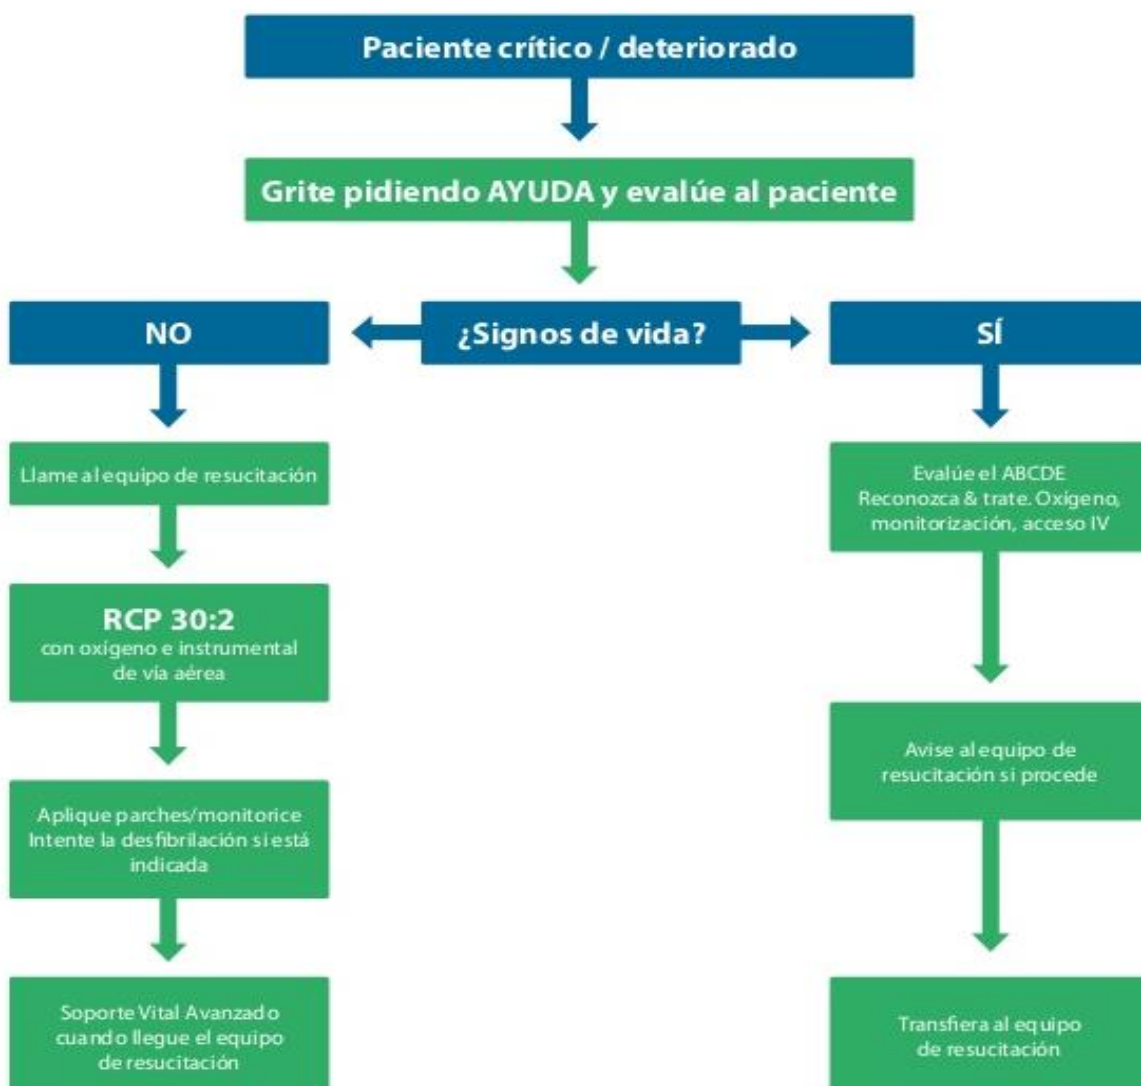 Paciente crítico / deteriorado
Grite pidiendo AYUDA y evalúe al paciente
NO
¿Signos de vida?
SÍ
Llame al equipo de resucitación
RCP 30:2
con oxígeno e instrumental
de vía aérea
Aplique parches/monitorice
Intente la desfibrilación si está
indicada
Soporte Vital Avanzado
cuando llegue el equipo
de resucitación
Evalúe el ABCDE
Reconozca & trate. Oxígeno,
monitorización, acceso IV
Avise al equipo de
resucitación si procede
Transfiera al equipo
de resucitación